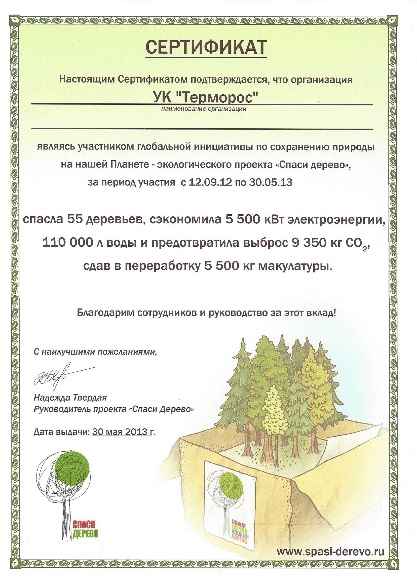 СЕРТИФИКАТ
Настоящим Сертификатом подтверждается, что организация
УК "Терморос"
наименование организации
являясь участником глобальной инициативы по сохранению природы
на нашей Планете - экологического проекта «Спаси дерево»,
за период участия с 12.09.12 по 30.05.13
спасла 55 деревьев, сэкономила 5 500 кВт электроэнергии,
110 000 л воды и предотвратила выброс 9 350 кг CO2,
сдав в переработку 5 500 кг макулатуры.
Благодарим сотрудников и руководство за этот вклад!
С наилучшими пожеланиями,
Надежда Твердая
Руководитель проекта «Спаси Дерево»
Дата выдачи: 30 мая 2013 г.
СПАСИ
ДЕРЕВО
www.spasi-derevo.ru